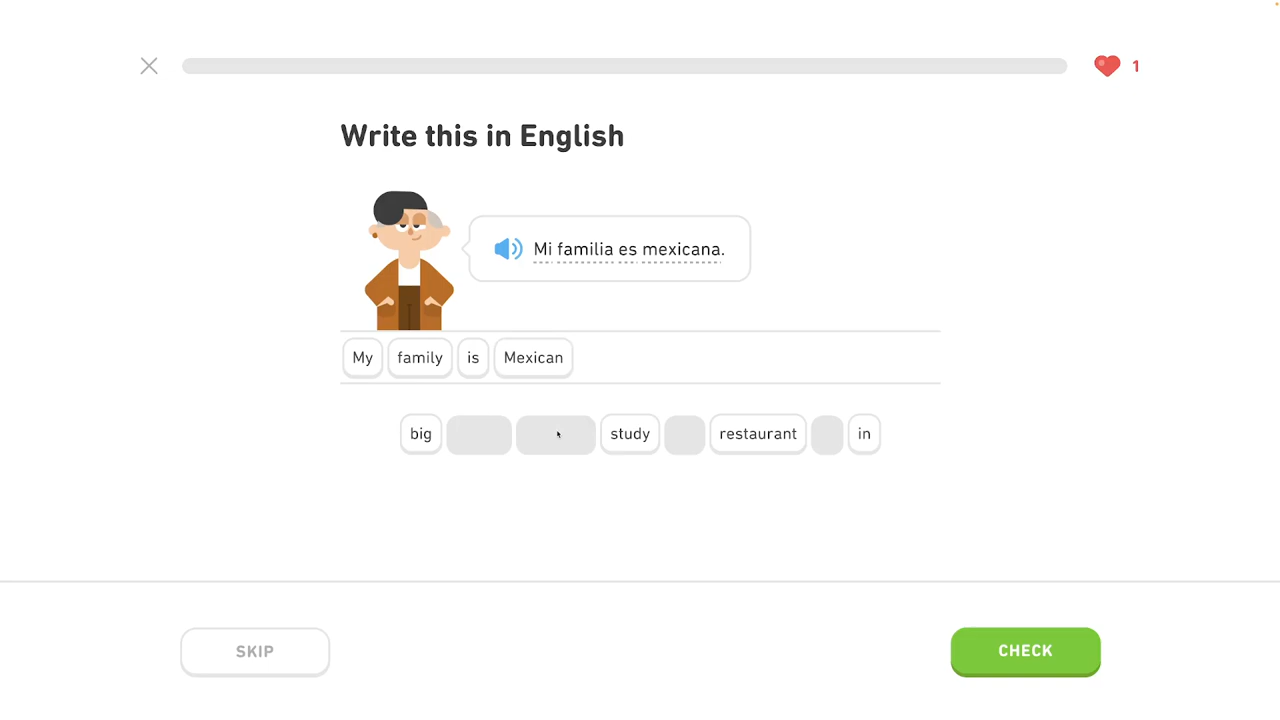 1
Write this in English
Mi familia es mexicana.
My family is Mexican
big study restaurant in
SKIP CHECK